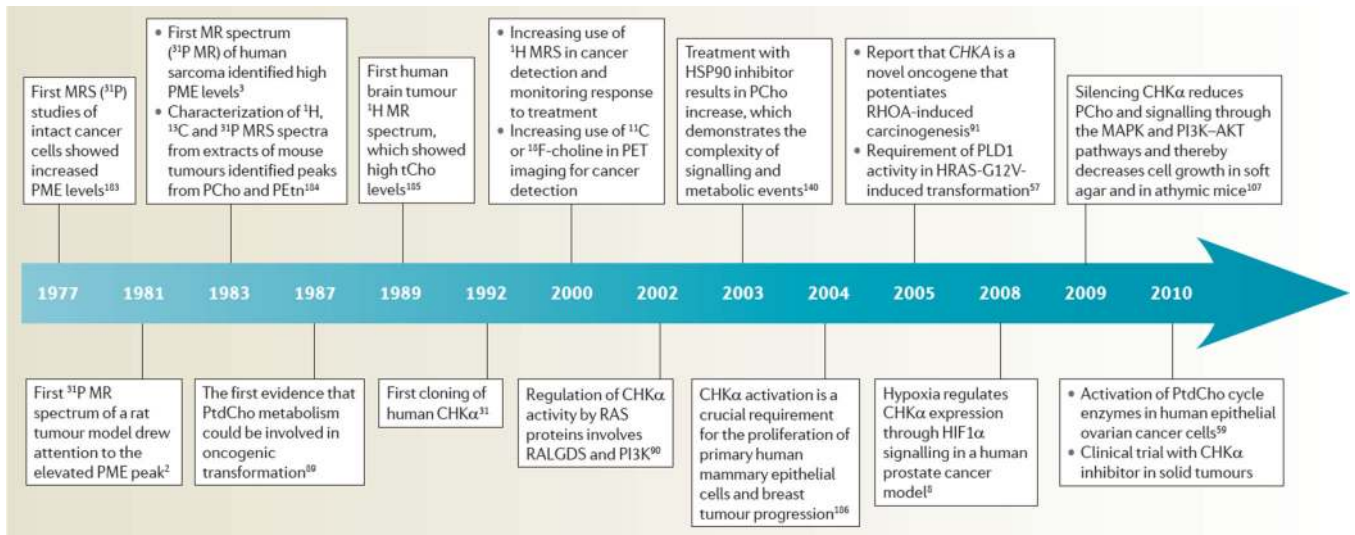 First MRS (³¹P)
studies of
intact cancer
cells showed
increased
PME levels¹⁸³
• First MR spectrum
(³¹P MR) of human
sarcoma identified high
PME levels³
• Characterization of ¹H,
¹³C and ³¹P MRS spectra
from extracts of mouse
tumours identified peaks
from PCho and PEtn¹⁸⁴
First human
brain tumour
¹H MR
spectrum,
which showed
high tCho
levels¹⁸⁵
• Increasing use of
¹H MRS in cancer
detection and
monitoring response
to treatment
• Increasing use of ¹¹C
or ¹⁸F-choline in PET
imaging for cancer
detection
Treatment with
HSP90 inhibitor
results in PCho
increase, which
demonstrates the
complexity of
signalling and
metabolic events¹⁴⁰
• Report that CHKA is a
novel oncogene that
potentiates
RHOA-induced
carcinogenesis⁹¹
• Requirement of PLD1
activity in HRAS-G12V-
induced transformation⁵⁷
Silencing CHKα reduces
PCho and signalling through
the MAPK and PI3K–AKT
pathways and thereby
decreases cell growth in soft
agar and in athymic mice¹⁰⁷
1977 1981 1983 1987 1989 1992 2000 2002 2003 2004 2005 2008 2009 2010
First ³¹P MR
spectrum of a rat
tumour model drew
attention to the
elevated PME peak²
The first evidence that
PtdCho metabolism
could be involved in
oncogenic
transformation⁸⁹
First cloning of
human CHKα³¹
Regulation of CHKα
activity by RAS
proteins involves
RALGDS and PI3K⁹⁰
CHKα activation is a
crucial requirement
for the proliferation of
primary human
mammary epithelial
cells and breast
tumour progression¹⁸⁶
Hypoxia regulates
CHKα expression
through HIF1α
signalling in a human
prostate cancer
model⁸
• Activation of PtdCho cycle
enzymes in human epithelial
ovarian cancer cells⁵⁹
• Clinical trial with CHKα
inhibitor in solid tumours